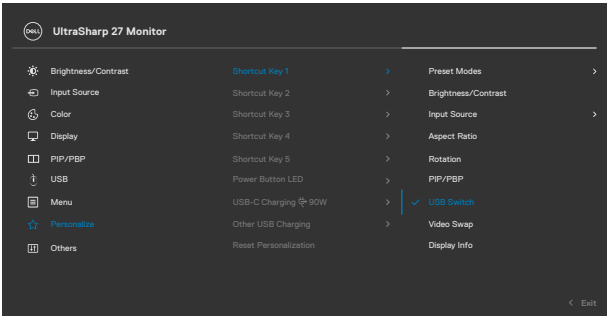 DELL UltraSharp 27 Monitor
Brightness/Contrast
Input Source
Color
Display
PIP/PBP
USB
Menu
Personalize
Others
Shortcut Key 1
Shortcut Key 2
Shortcut Key 3
Shortcut Key 4
Shortcut Key 5
Power Button LED
USB-C Charging 90W
Other USB Charging
Reset Personalization
Preset Modes
Brightness/Contrast
Input Source
Aspect Ratio
Rotation
PIP/PBP
USB Switch
Video Swap
Display Info
Exit